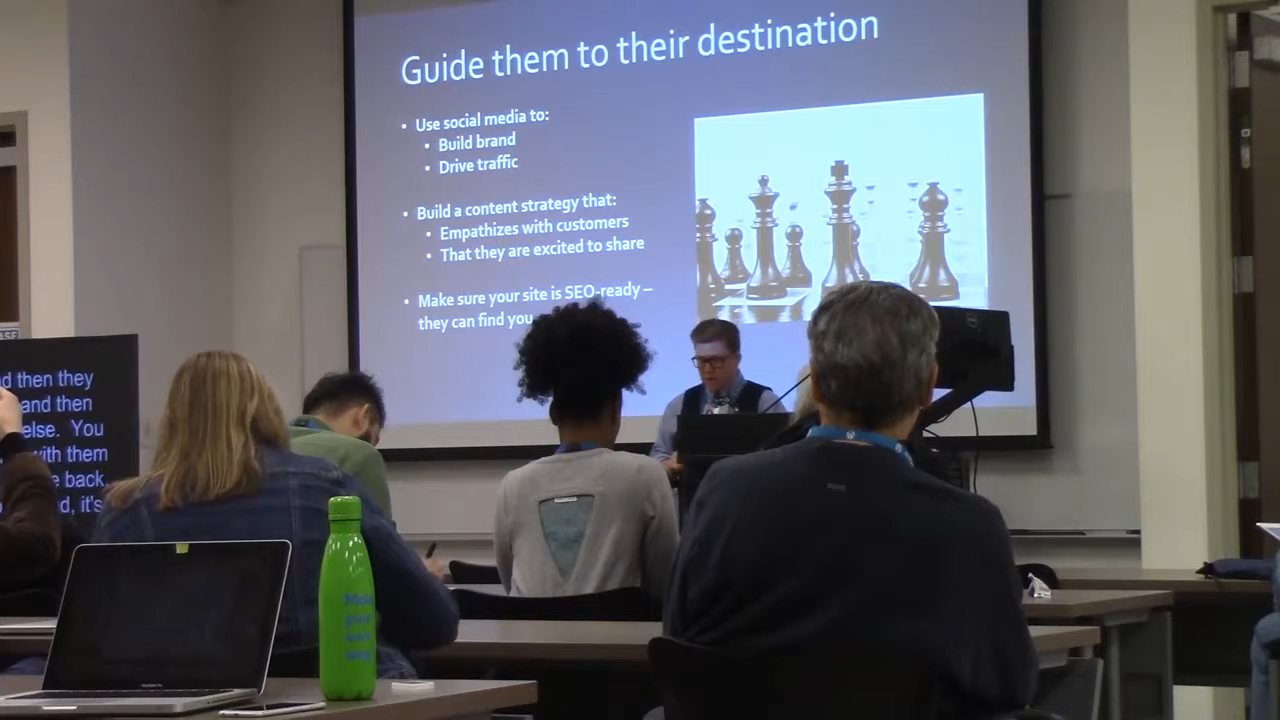 Guide them to their destination
• Use social media to:
• Build brand
• Drive traffic
• Build a content strategy that:
• Empathizes with customers
• That they are excited to share
• Make sure your site is SEO-ready –
they can find you
then they
and then
else. You
with them
back.
it's